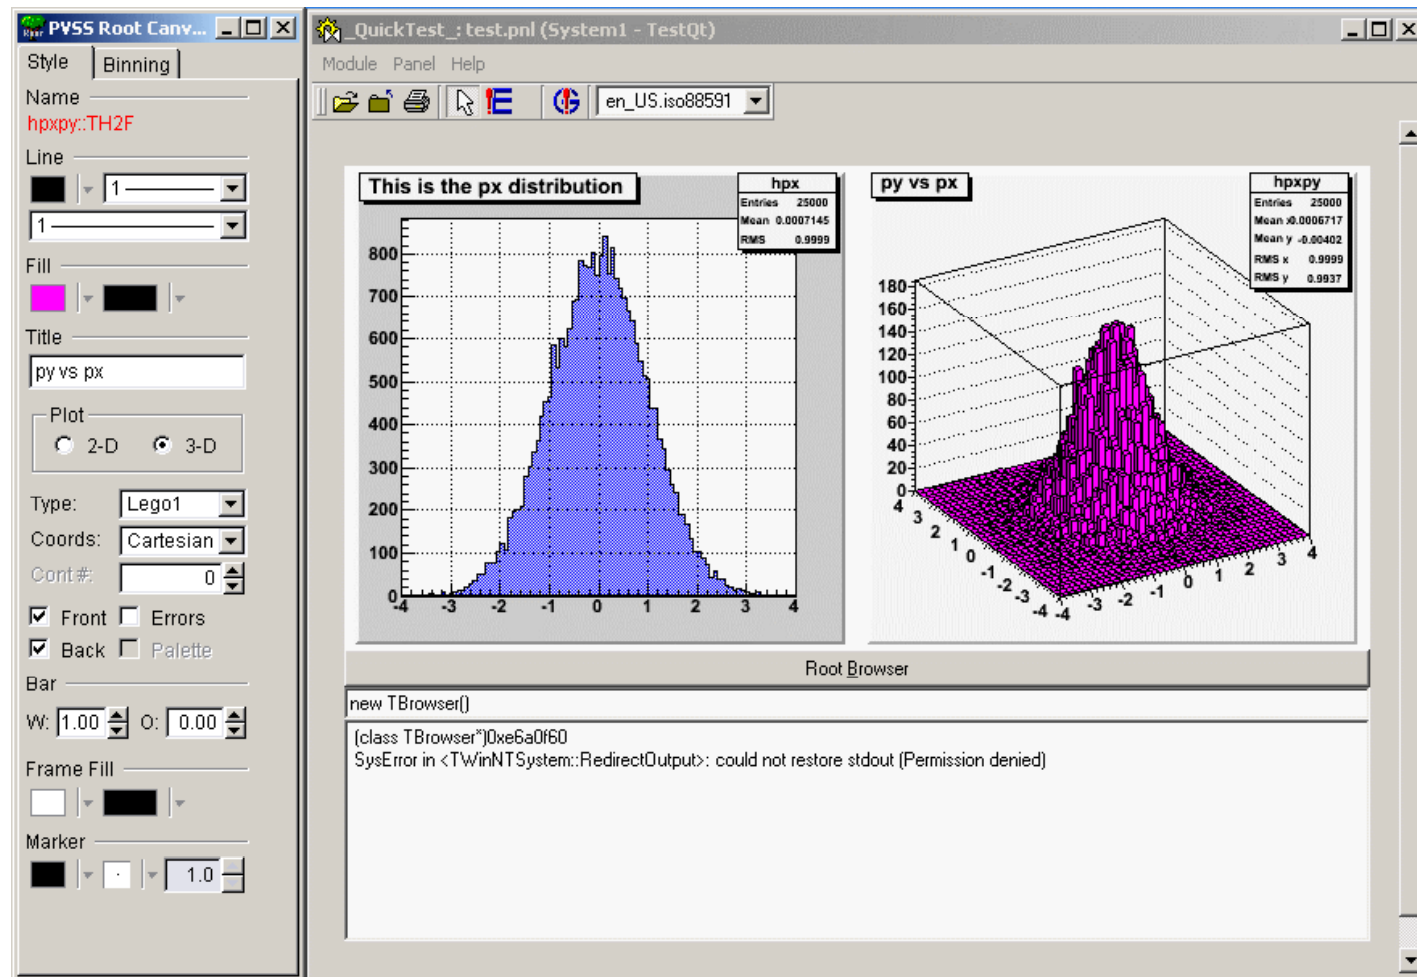 PVSS Root Canv...
Style
Binning
Name
hpxpy::TH2F
Line
1
1
Fill
Title
py vs px
Plot
2-D
3-D
Type:
Lego1
Coords:
Cartesian
Cont #:
0
Front
Errors
Back
Palette
Bar
W: 1.00
O: 0.00
Frame Fill
Marker
1.0
_QuickTest_: test.pnl (System1 - TestQt)
Module Panel Help
en_US.iso88591
This is the px distribution
hpx
Entries 25000
Mean 0.0007145
RMS 0.9999
800
700
600
500
400
300
200
100
0
-4 -3 -2 -1 0 1 2 3 4
py vs px
hpxpy
Entries 25000
Mean x0.0006717
Mean y -0.00402
RMS x 0.9999
RMS y 0.9937
180
160
140
120
100
80
60
40
20
0
4 3 2 1 0 -1 -2 -3 -4
-4 -3 -2 -1 0 1 2 3 4
Root Browser
new TBrowser()
(class TBrowser*)0xe6a0f60
SysError in <TWinNTSystem::RedirectOutput>: could not restore stdout (Permission denied)